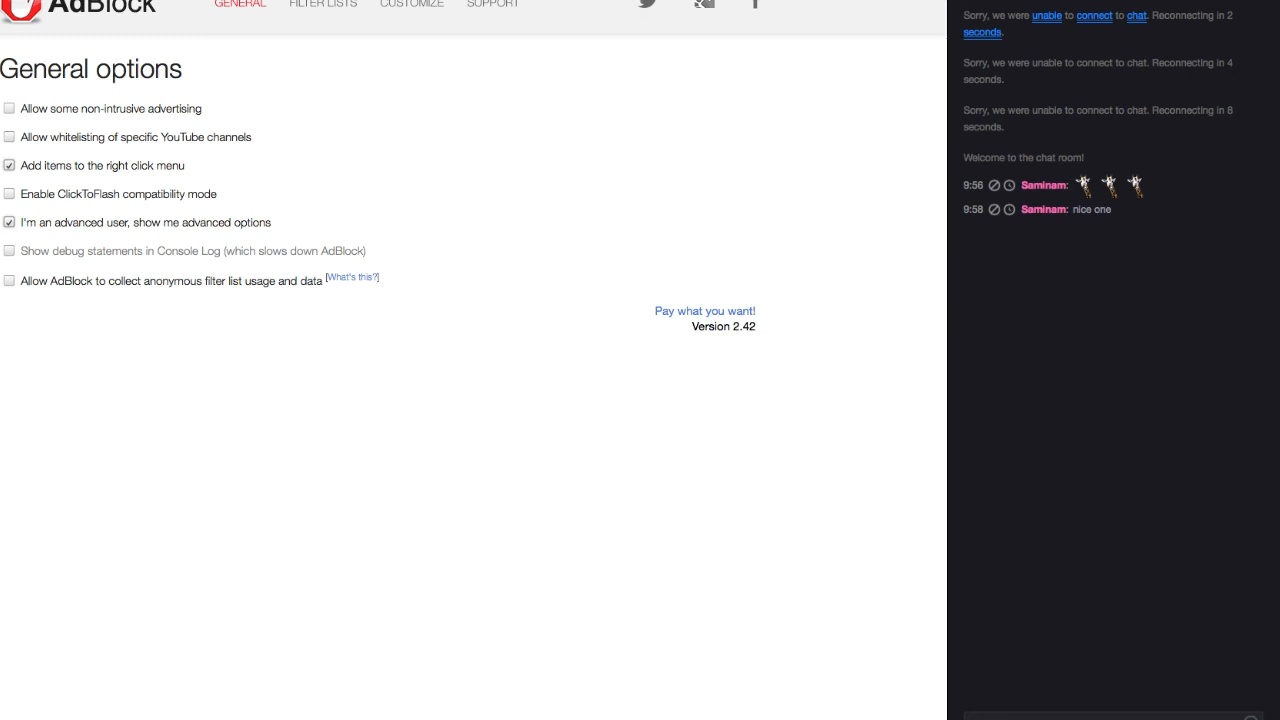 AdBlock
GENERAL
FILTER LISTS
CUSTOMIZE
SUPPORT
General options
Allow some non-intrusive advertising
Allow whitelisting of specific YouTube channels
Add items to the right click menu
Enable ClickToFlash compatibility mode
I'm an advanced user, show me advanced options
Show debug statements in Console Log (which slows down AdBlock)
Allow AdBlock to collect anonymous filter list usage and data [What's this?]
Pay what you want!
Version 2.42
Sorry, we were unable to connect to chat. Reconnecting in 2
seconds.
Sorry, we were unable to connect to chat. Reconnecting in 4
seconds.
Sorry, we were unable to connect to chat. Reconnecting in 8
seconds.
Welcome to the chat room!
9:56 Saminam:
9:58 Saminam: nice one